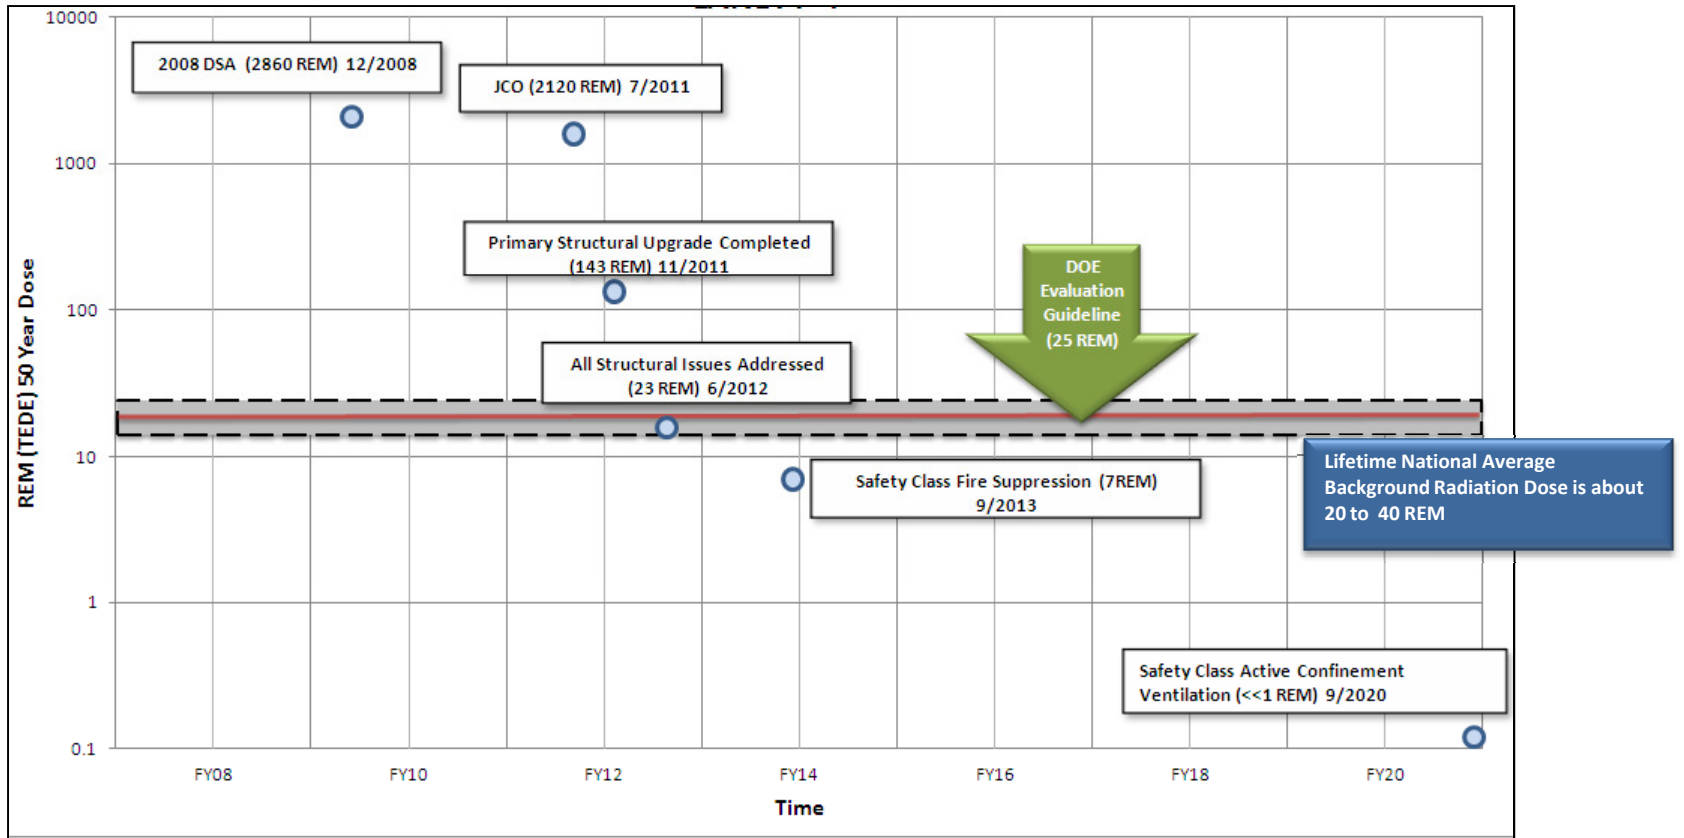 10000
2008 DSA (2860 REM) 12/2008
JCO (2120 REM) 7/2011
1000
Primary Structural Upgrade Completed
(143 REM) 11/2011
DOE
Evaluation
Guideline
(25 REM)
100
All Structural Issues Addressed
(23 REM) 6/2012
REM (TEDE) 50 Year Dose
10
Safety Class Fire Suppression (7REM)
9/2013
Lifetime National Average
Background Radiation Dose is about
20 to 40 REM
1
Safety Class Active Confinement
Ventilation (<<1 REM) 9/2020
0.1
FY08 FY10 FY12 FY14 FY16 FY18 FY20
Time